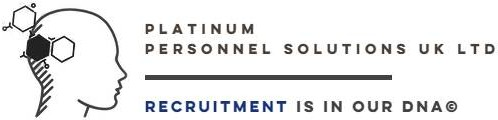 PLATINUM
PERSONNEL SOLUTIONS UK LTD
RECRUITMENT IS IN OUR DNA©